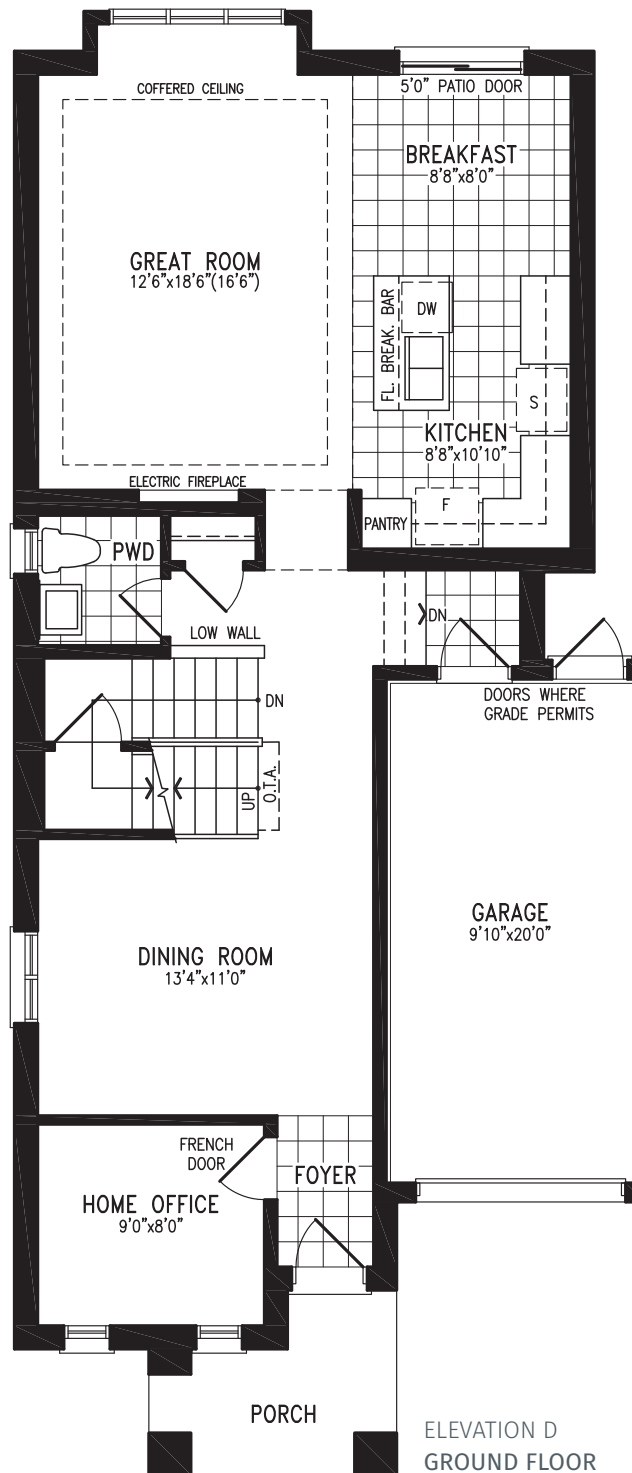 COFFERED CEILING
5'0" PATIO DOOR
BREAKFAST
8'8"x8'0"
GREAT ROOM
12'6"x18'6"(16'6")
FL. BREAK. BAR
DW
S
KITCHEN
8'8"x10'10"
ELECTRIC FIREPLACE
F
PANTRY
PWD
LOW WALL
DN
DN
DOORS WHERE
GRADE PERMITS
UP
O.T.A.
GARAGE
9'10"x20'0"
DINING ROOM
13'4"x11'0"
FRENCH
DOOR
FOYER
HOME OFFICE
9'0"x8'0"
PORCH
ELEVATION D
GROUND FLOOR